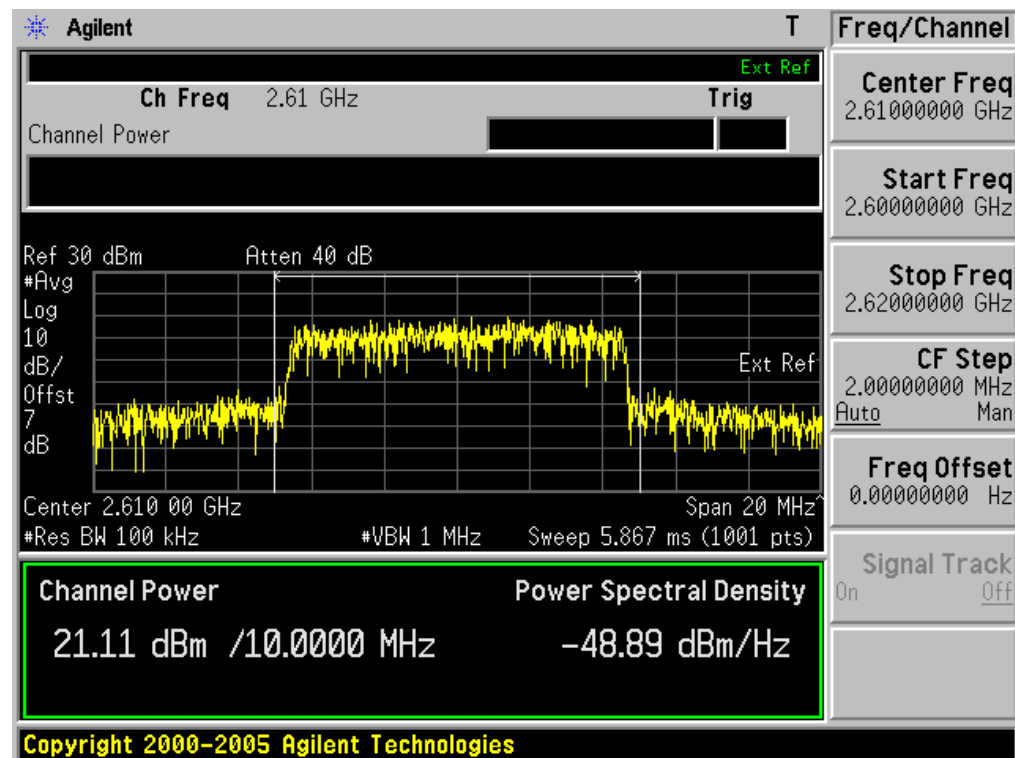 Agilent T
Freq/Channel
Ext Ref
Ch Freq 2.61 GHz Trig
Channel Power
Ref 30 dBm Atten 40 dB
#Avg
Log
10
dB/
Offst
7
dB
Ext Ref
Center 2.610 00 GHz Span 20 MHz^
#Res BW 100 kHz #VBW 1 MHz Sweep 5.867 ms (1001 pts)
Channel Power Power Spectral Density
21.11 dBm /10.0000 MHz -48.89 dBm/Hz
Center Freq
2.61000000 GHz
Start Freq
2.60000000 GHz
Stop Freq
2.62000000 GHz
CF Step
2.00000000 MHz
Auto Man
Freq Offset
0.00000000 Hz
Signal Track
On Off
Copyright 2000-2005 Agilent Technologies